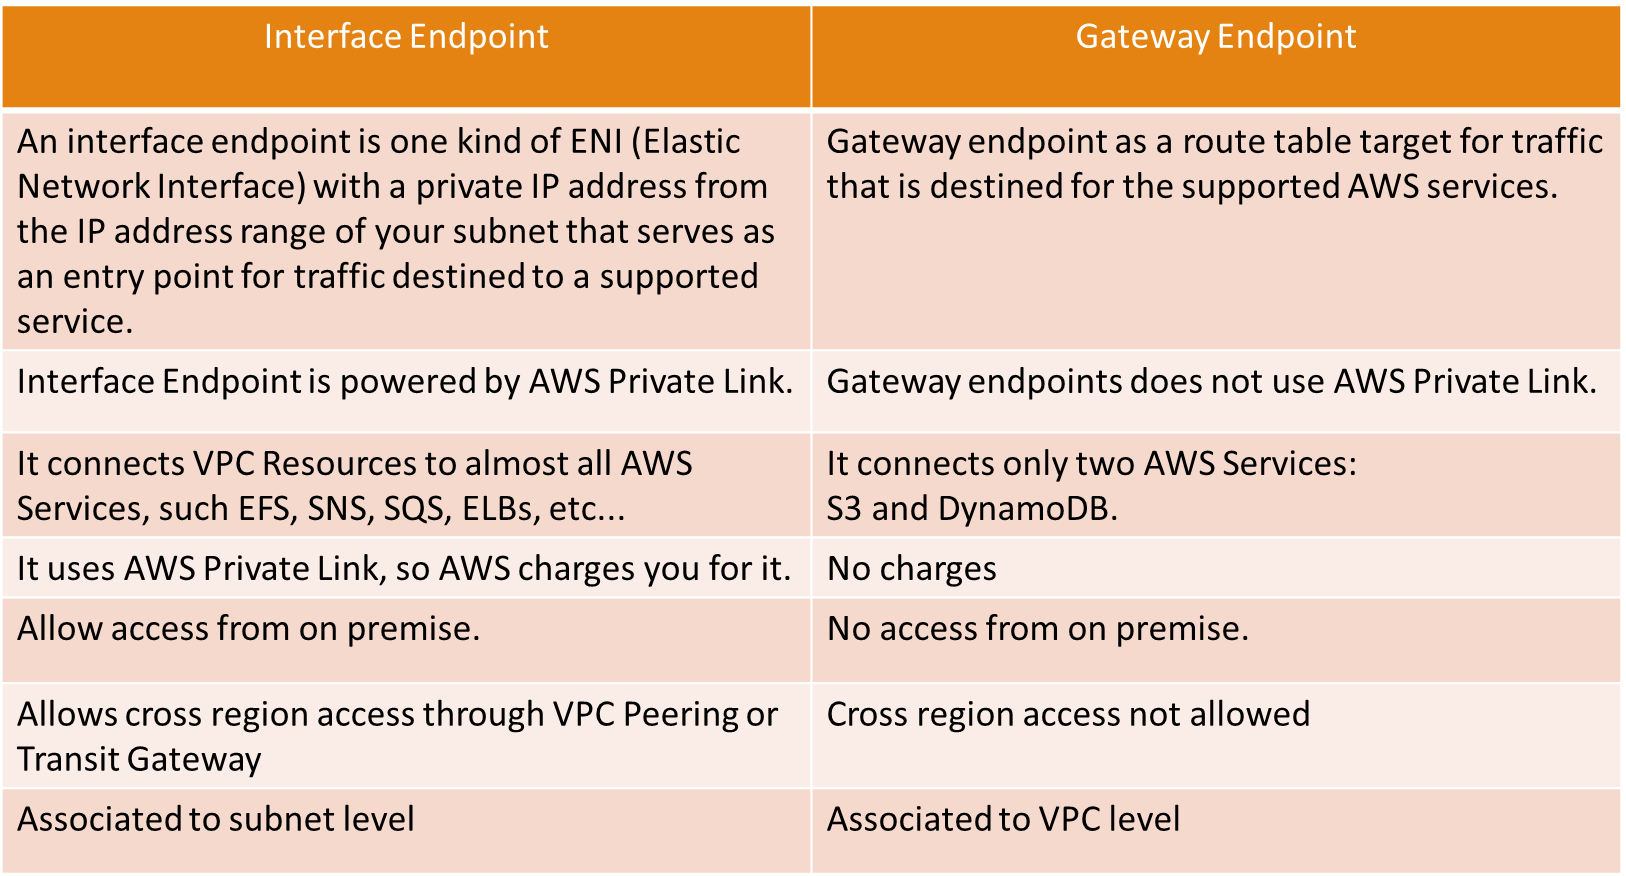 Interface Endpoint
Gateway Endpoint
An interface endpoint is one kind of ENI (Elastic
Network Interface) with a private IP address from
the IP address range of your subnet that serves as
an entry point for traffic destined to a supported
service.
Gateway endpoint as a route table target for traffic
that is destined for the supported AWS services.
Interface Endpoint is powered by AWS Private Link.
Gateway endpoints does not use AWS Private Link.
It connects VPC Resources to almost all AWS
Services, such EFS, SNS, SQS, ELBs, etc...
It connects only two AWS Services:
S3 and DynamoDB.
It uses AWS Private Link, so AWS charges you for it.
No charges
Allow access from on premise.
No access from on premise.
Allows cross region access through VPC Peering or
Transit Gateway
Cross region access not allowed
Associated to subnet level
Associated to VPC level